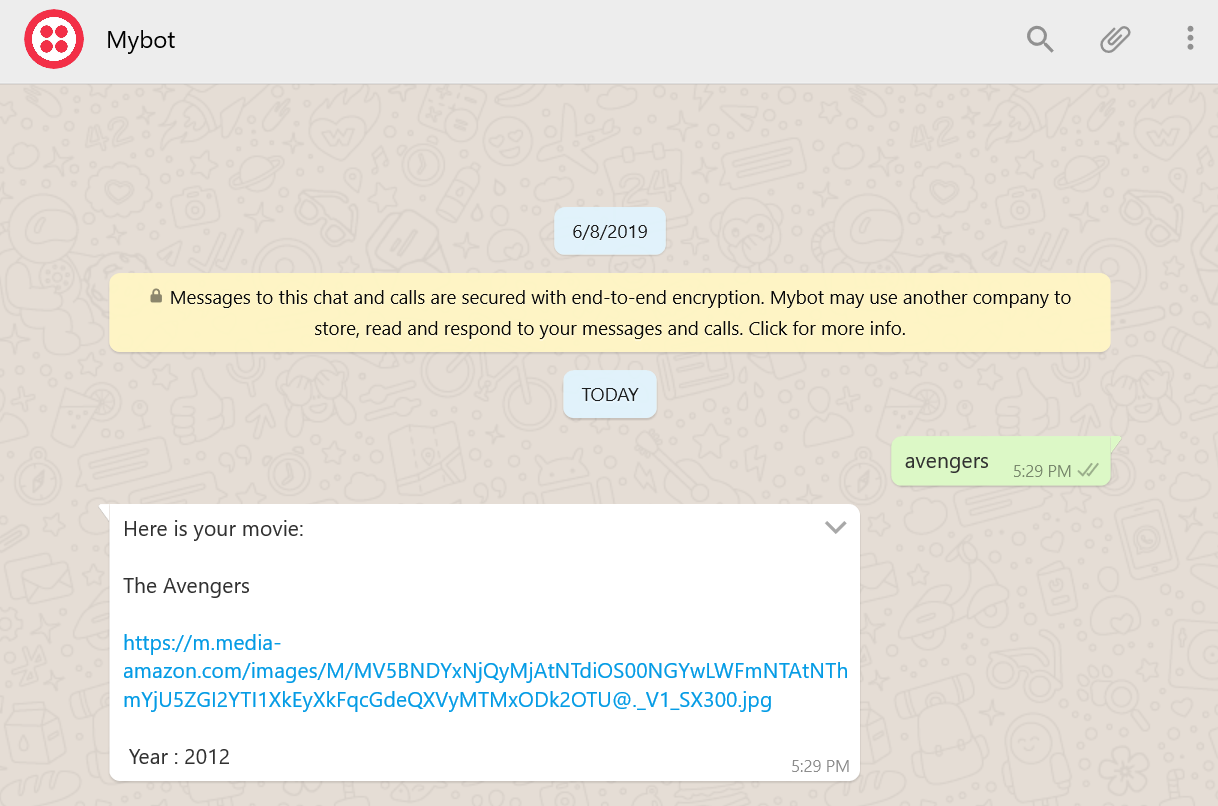 Mybot
6/8/2019
Messages to this chat and calls are secured with end-to-end encryption. Mybot may use another company to
store, read and respond to your messages and calls. Click for more info.
TODAY
avengers
5:29 PM
Here is your movie:
The Avengers
https://m.media-
amazon.com/images/M/MV5BNDYxNjQyMjAtNTdiOS00NGYwLWFmNTAtNTh
mYjU5ZGI2YTI1XkEyXkFqcGdeQXVyMTMxODk2OTU@._V1_SX300.jpg
Year : 2012
5:29 PM